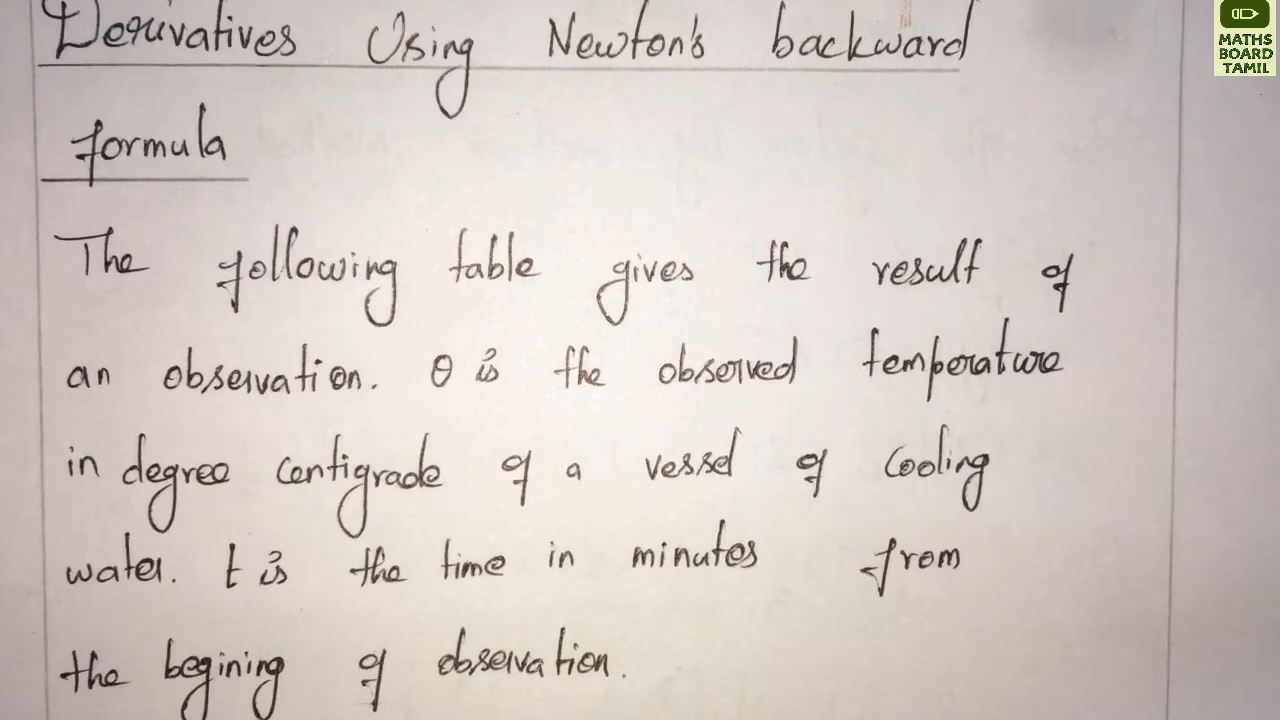 Derivatives Using Newton's backward
formula
The following table gives the result of
an observation. θ is the observed temperature
in degree centigrade of a vessel of cooling
water. t is the time in minutes from
the begining of observation.
MATHS
BOARD
TAMIL